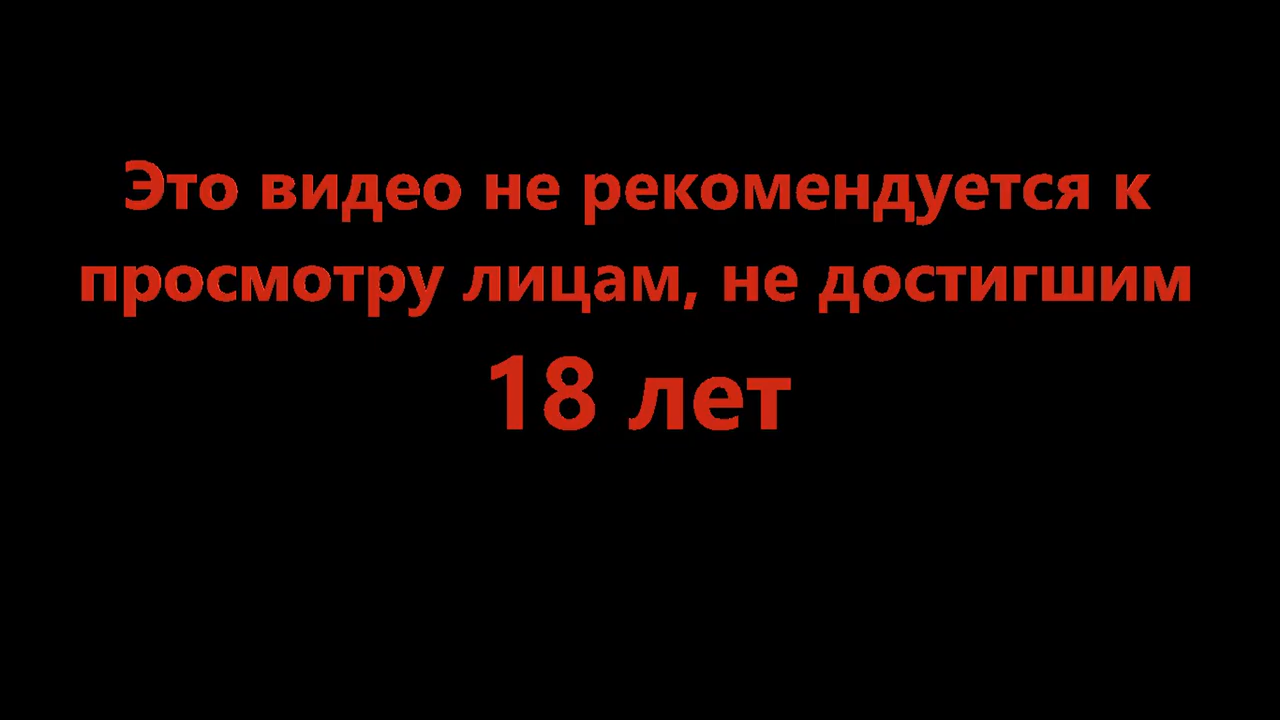 Это видео не рекомендуется к
просмотру лицам, не достигшим
18 лет